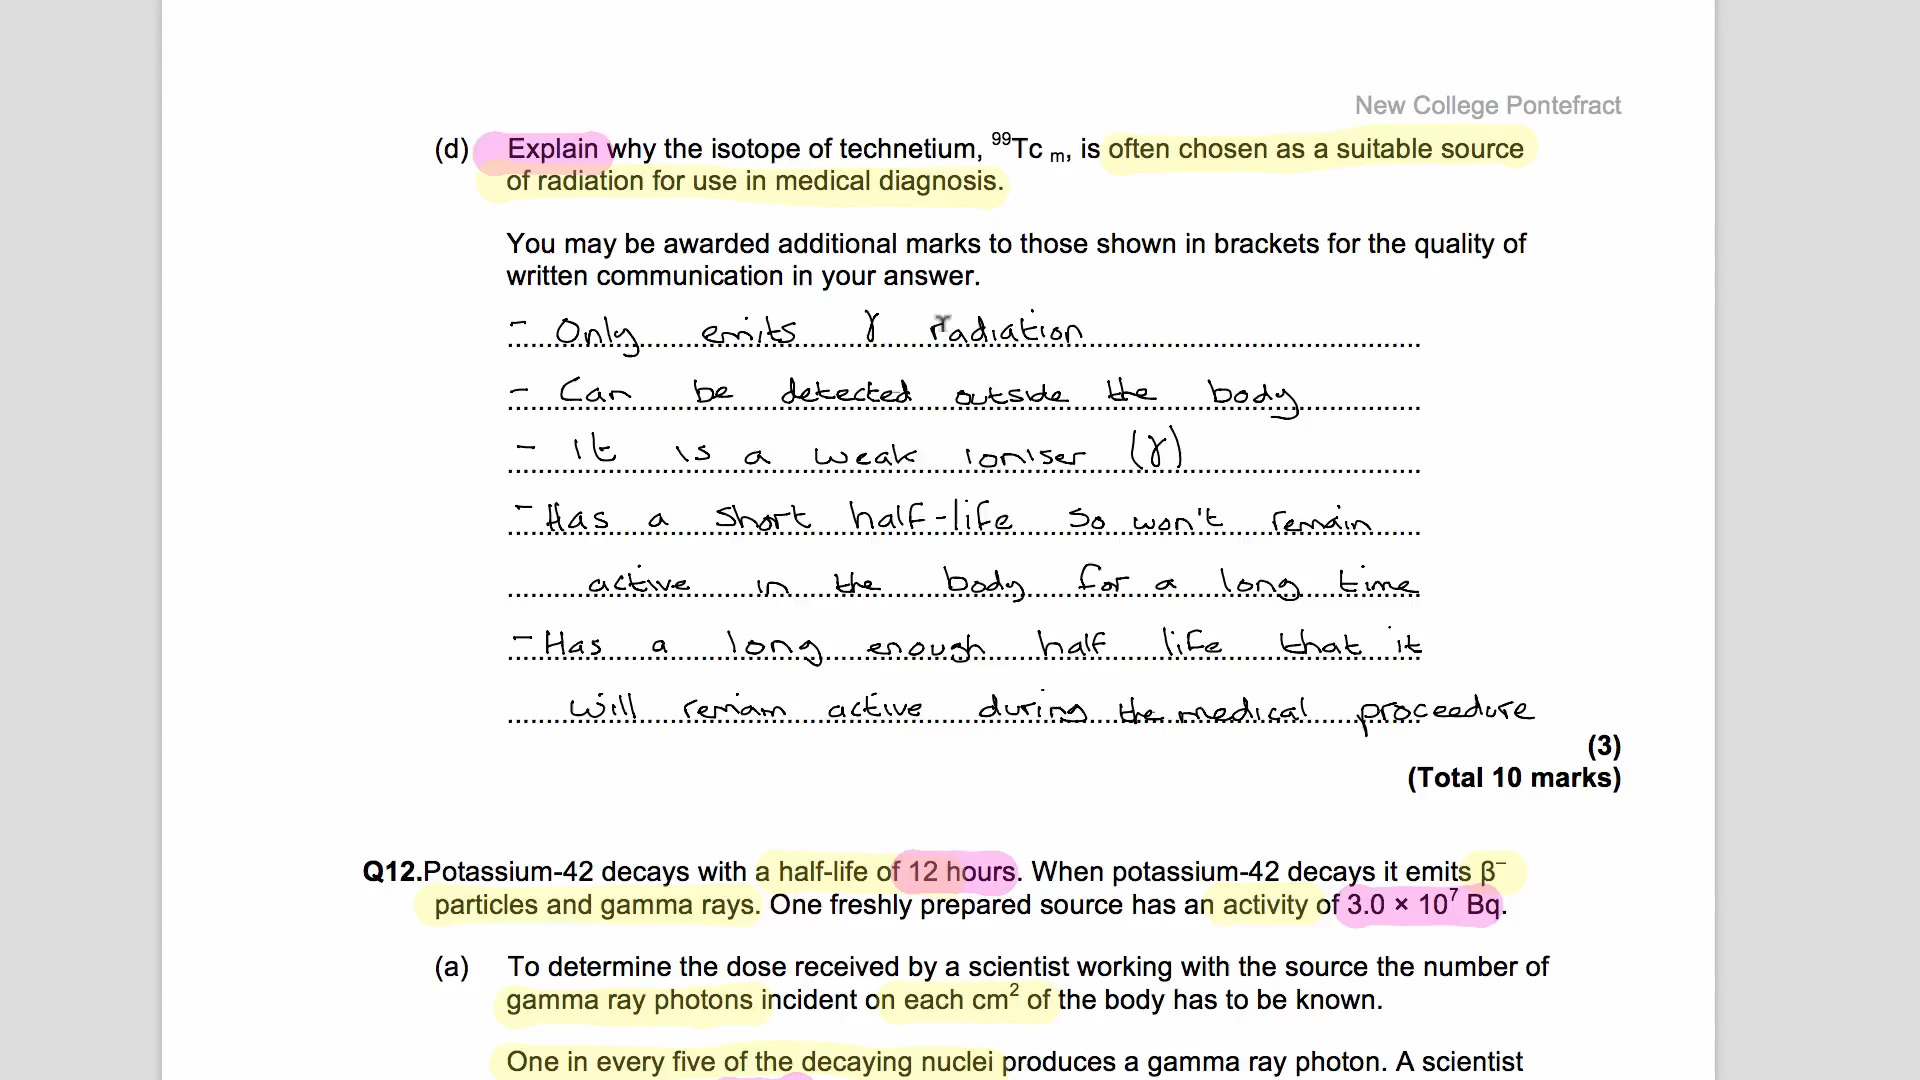 New College Pontefract
(d) Explain why the isotope of technetium, ⁹⁹Tc ₘ, is often chosen as a suitable source
of radiation for use in medical diagnosis.
You may be awarded additional marks to those shown in brackets for the quality of
written communication in your answer.
- Only emits γ radiation
- Can be detected outside the body
- It is a weak ioniser (γ)
- Has a short half-life so won't remain
active in the body for a long time
- Has a long enough half life that it
will remain active during the medical proceedure
(3)
(Total 10 marks)
Q12.Potassium-42 decays with a half-life of 12 hours. When potassium-42 decays it emits β⁻
particles and gamma rays. One freshly prepared source has an activity of 3.0 × 10⁷ Bq.
(a) To determine the dose received by a scientist working with the source the number of
gamma ray photons incident on each cm² of the body has to be known.
One in every five of the decaying nuclei produces a gamma ray photon. A scientist